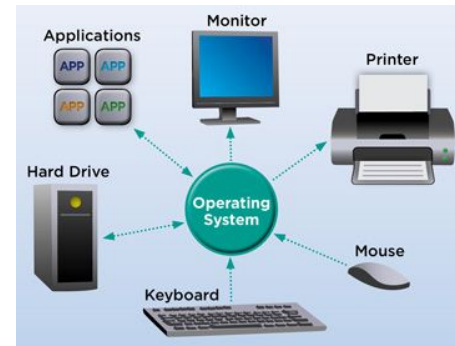 Monitor
Applications
APP APP
APP APP
Printer
Hard Drive
Operating
System
Mouse
Keyboard